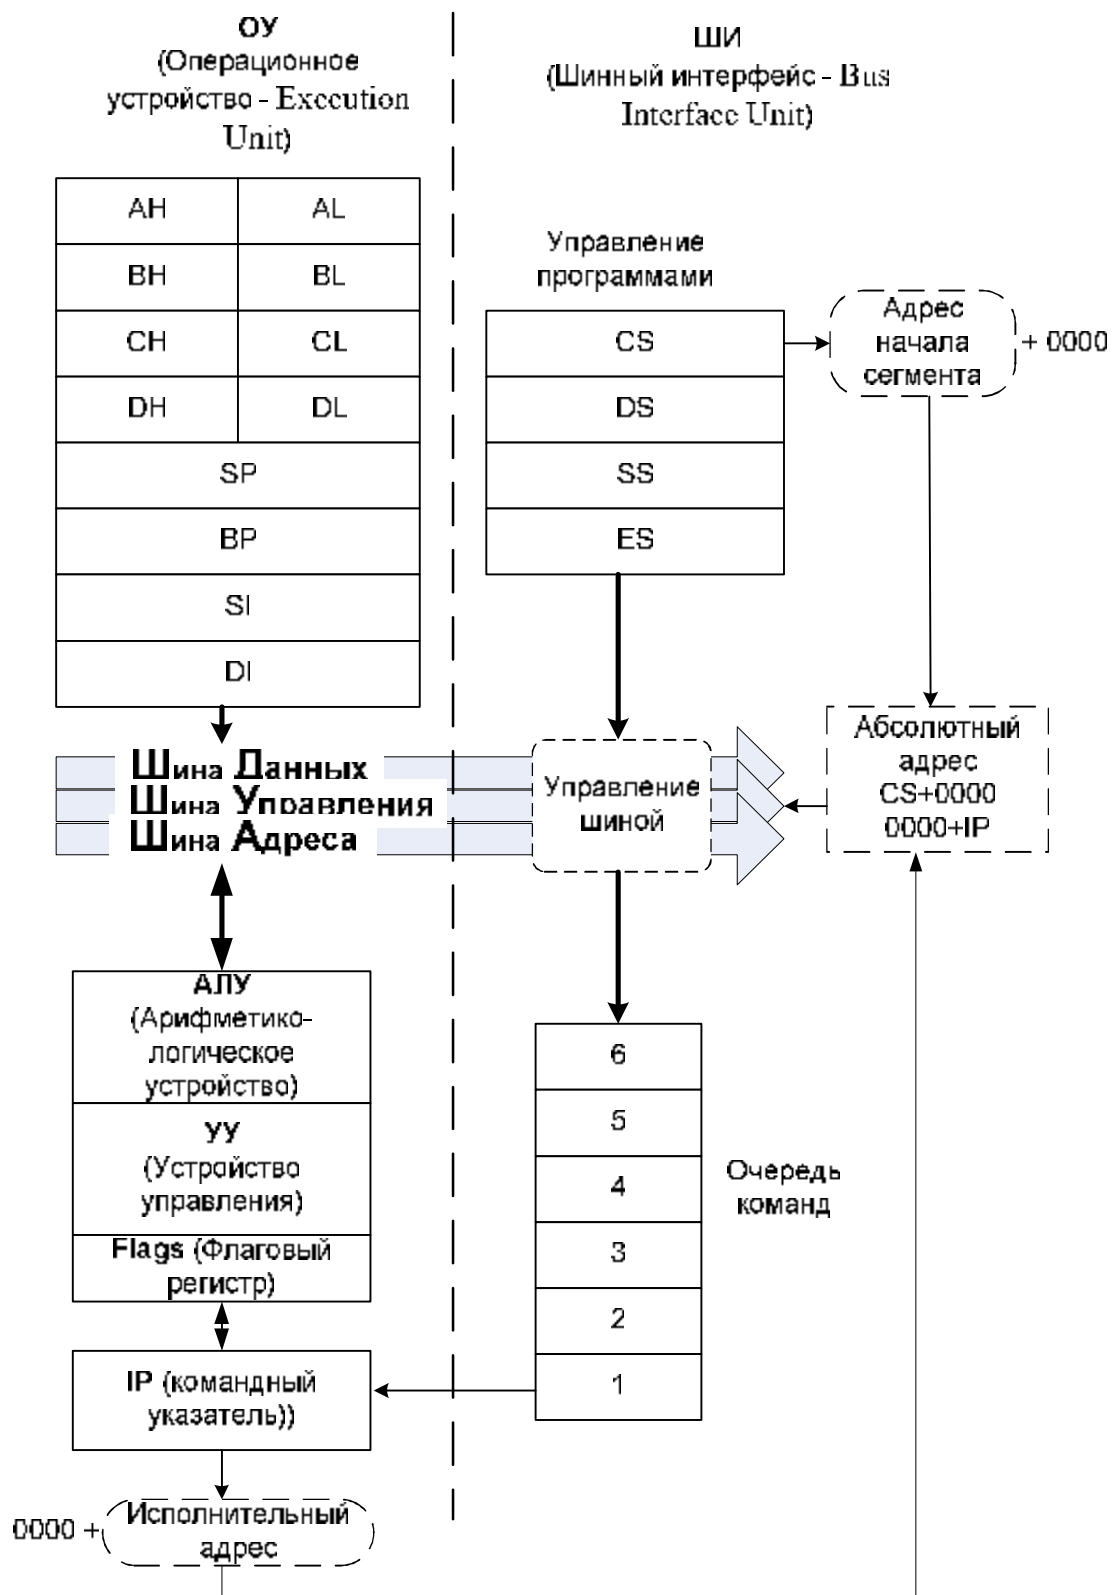 ОУ
(Операционное
устройство - Execution
Unit)
ШИ
(Шинный интерфейс - Bus
Interface Unit)
AH AL
BH BL
CH CL
DH DL
SP
BP
SI
DI
Управление
программами
CS
DS
SS
ES
Адрес
начала
сегмента
+ 0000
Шина Данных
Шина Управления
Шина Адреса
Управление
шиной
Абсолютный
адрес
CS+0000
0000+IP
АЛУ
(Арифметико-
логическое
устройство)
УУ
(Устройство
управления)
Flags (Флаговый
регистр)
IP (командный
указатель))
6
5
4
3
2
1
Очередь
команд
0000 +
Исполнительный
адрес